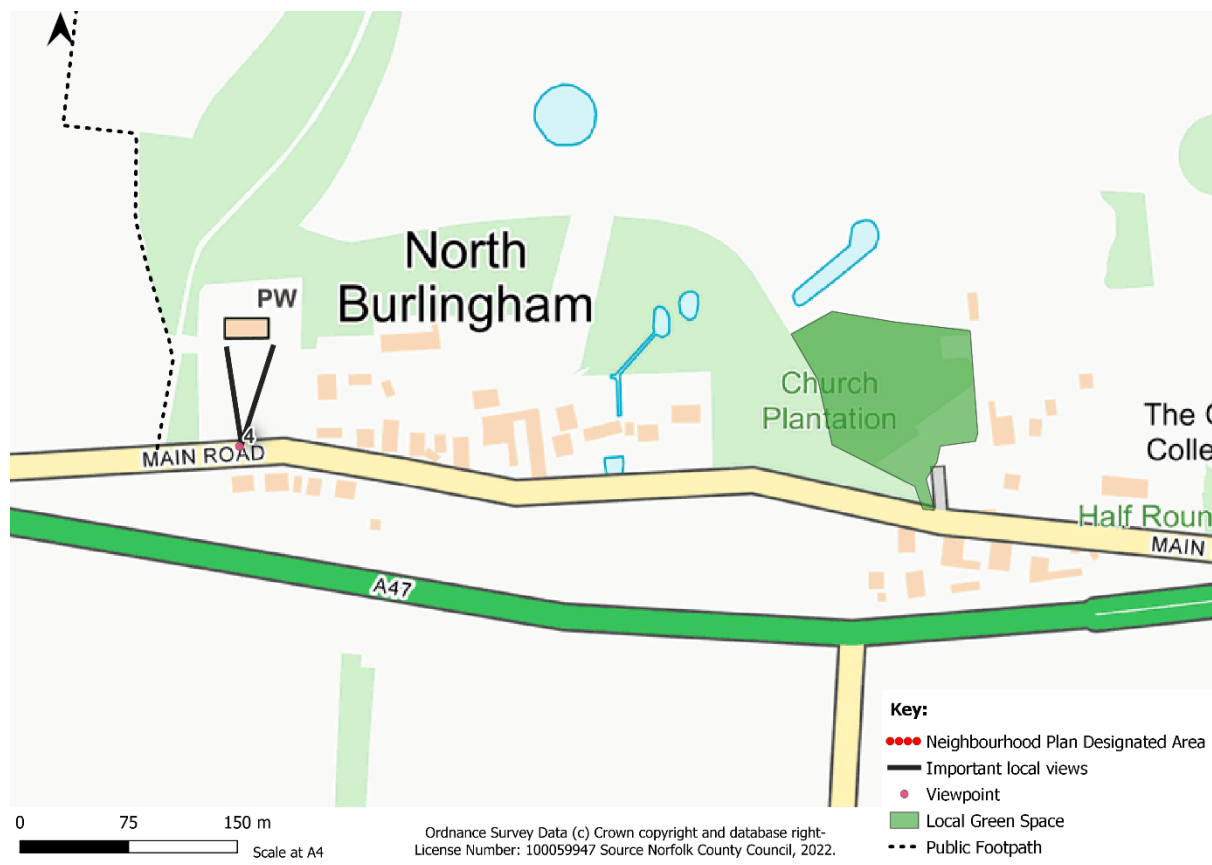 North
Burlingham
PW
Church
Plantation
4
MAIN ROAD
The
Half Roun
MAIN
A47
Key:
Neighbourhood Plan Designated Area
Important local views
Viewpoint
Local Green Space
Public Footpath
0 75 150 m
Scale at A4
Ordnance Survey Data (c) Crown copyright and database right-
License Number: 100059947 Source Norfolk County Council, 2022.